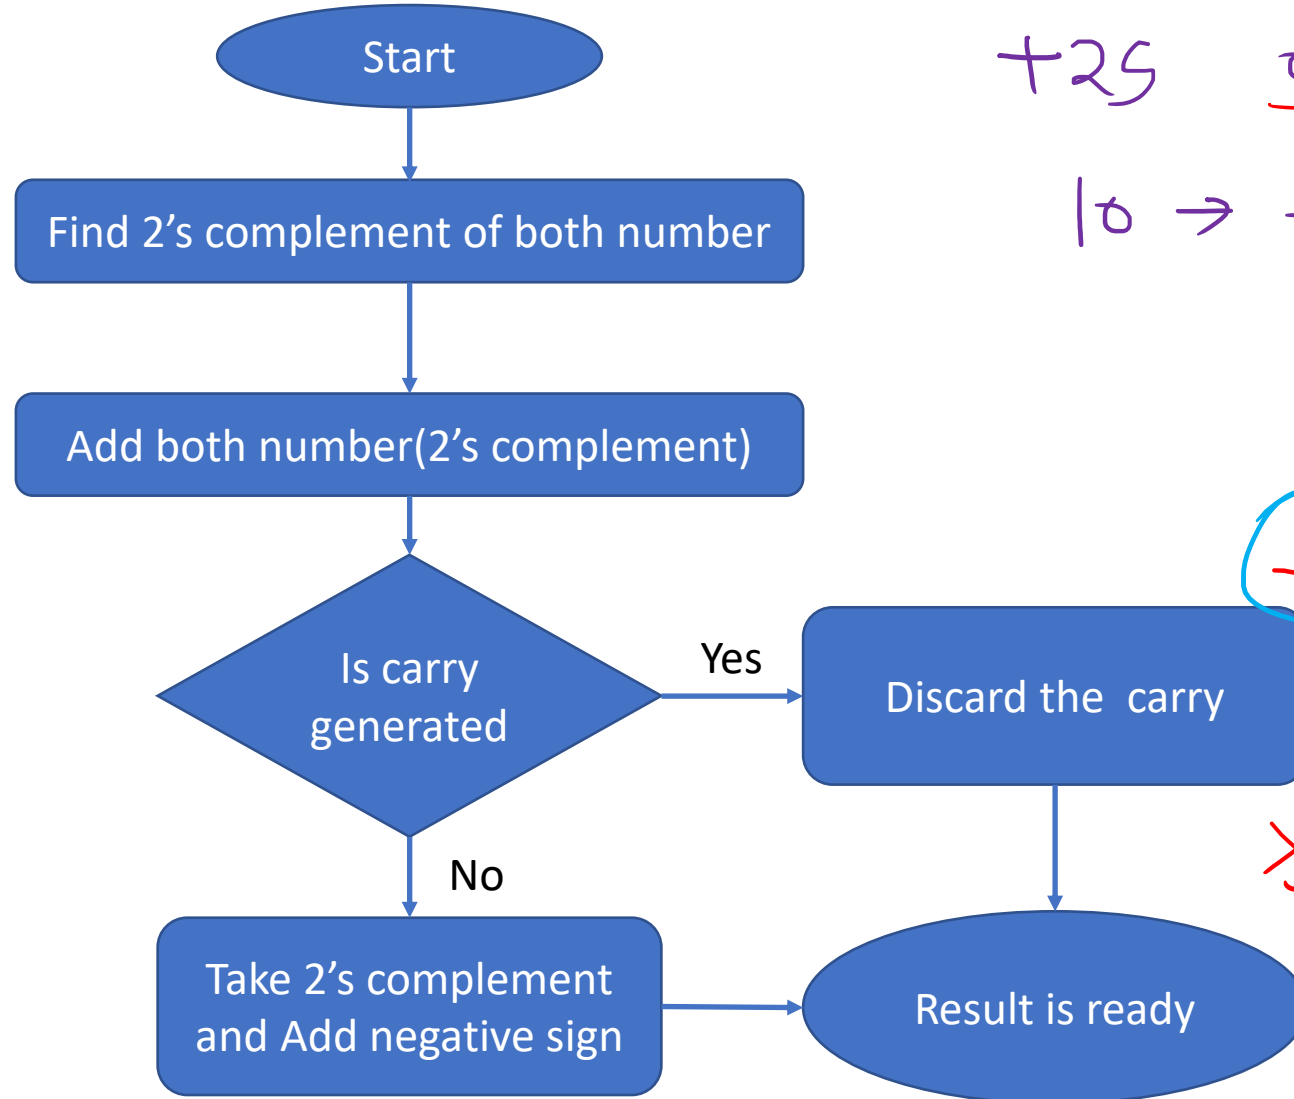 Start
+25
Find 2's complement of both number
10 →
Add both number(2's complement)
Is carry
generated
Yes
Discard the carry
No
Take 2's complement
and Add negative sign
Result is ready